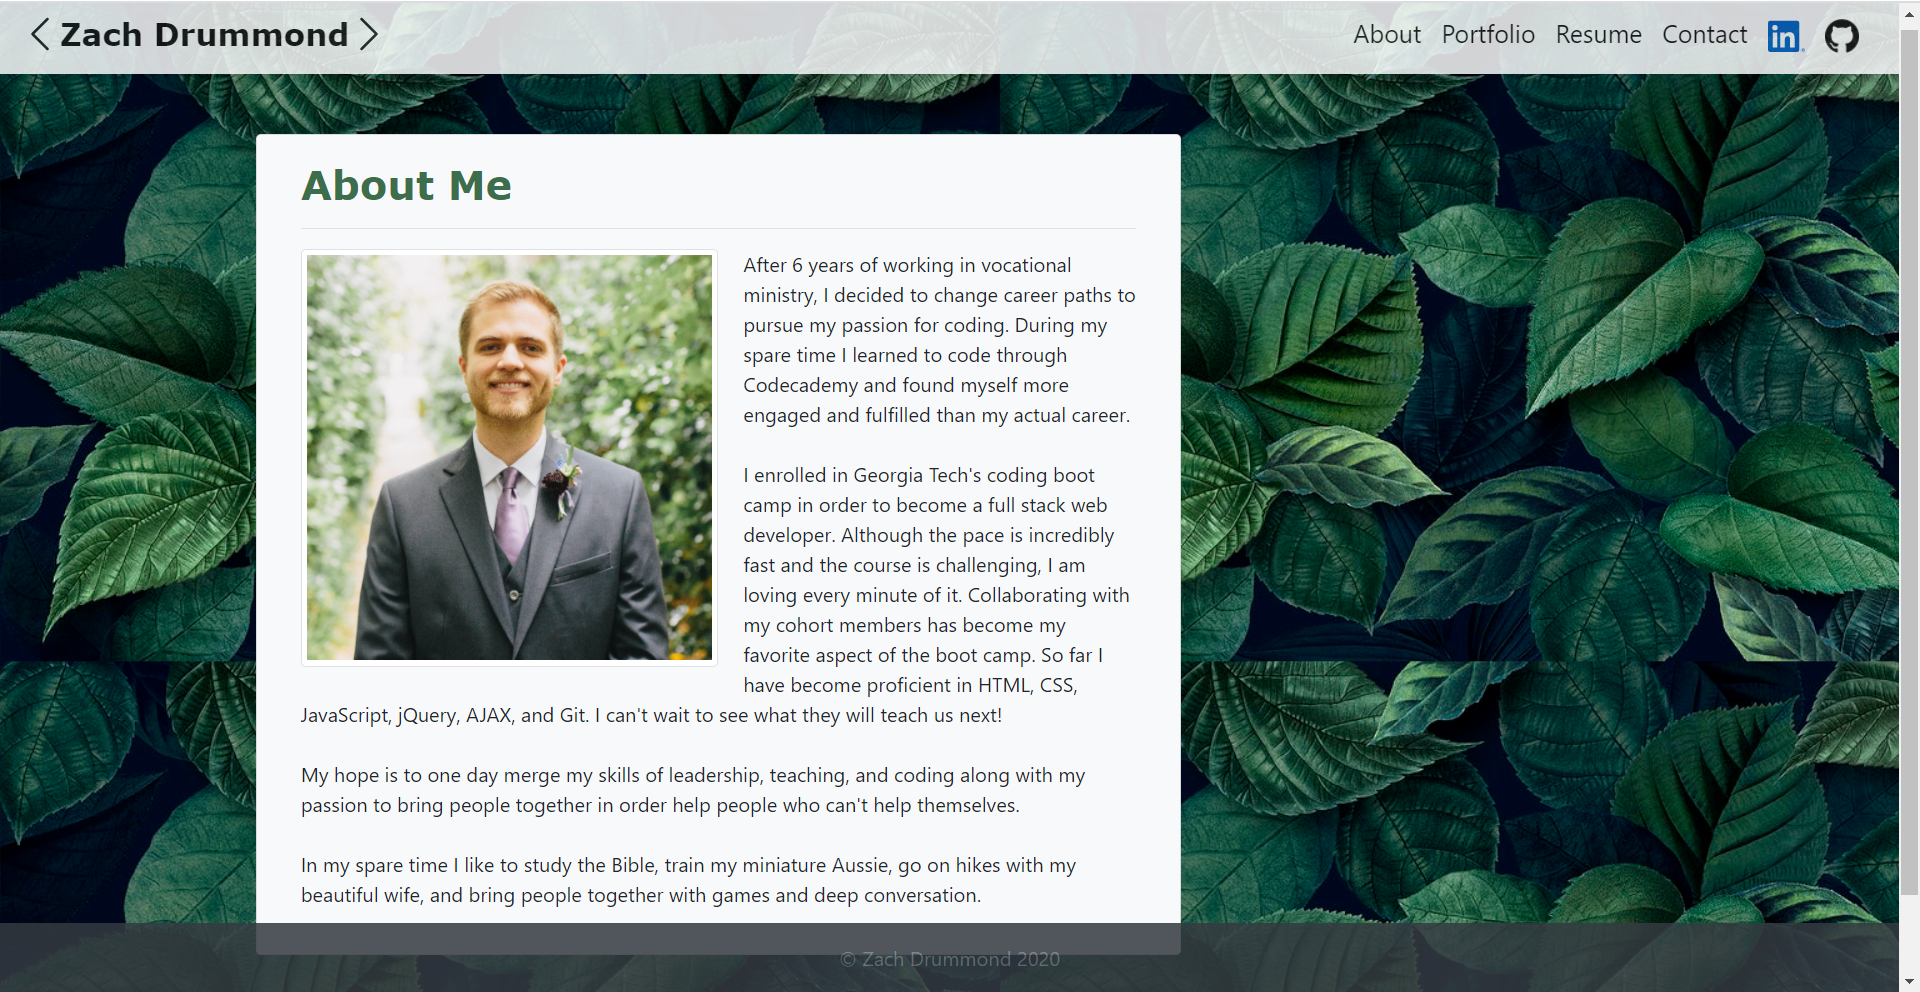 Zach Drummond
About Portfolio Resume Contact in
About Me
After 6 years of working in vocational
ministry, I decided to change career paths to
pursue my passion for coding. During my
spare time I learned to code through
Codecademy and found myself more
engaged and fulfilled than my actual career.
I enrolled in Georgia Tech's coding boot
camp in order to become a full stack web
developer. Although the pace is incredibly
fast and the course is challenging, I am
loving every minute of it. Collaborating with
my cohort members has become my
favorite aspect of the boot camp. So far I
have become proficient in HTML, CSS,
JavaScript, jQuery, AJAX, and Git. I can't wait to see what they will teach us next!
My hope is to one day merge my skills of leadership, teaching, and coding along with my
passion to bring people together in order help people who can't help themselves.
In my spare time I like to study the Bible, train my miniature Aussie, go on hikes with my
beautiful wife, and bring people together with games and deep conversation.
© Zach Drummond 2020